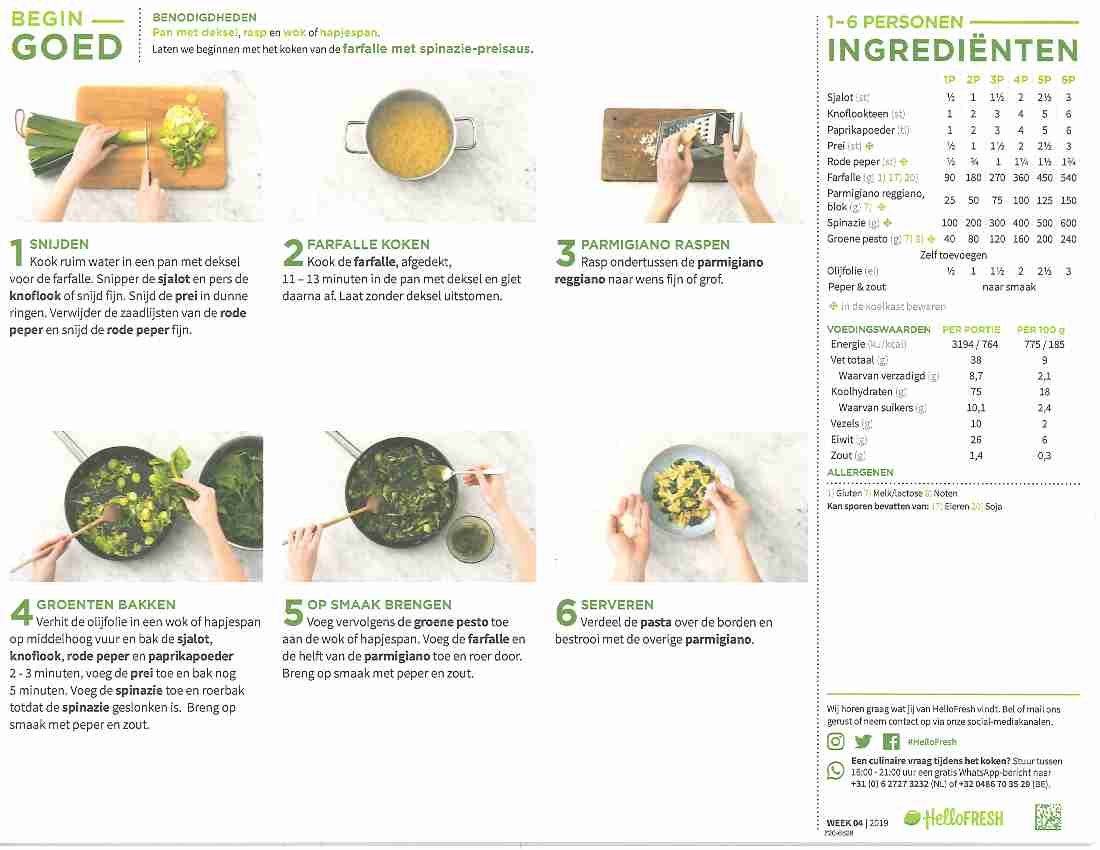 BEGIN
GOED
BENODIGDHEDEN
Pan met deksel, rasp en wok of hapjespan.
Laten we beginnen met het koken van de farfalle met spinazie-preisaus.
1 SNIJDEN
Kook ruim water in een pan met deksel
voor de farfalle. Snipper de sjalot en pers de
knoflook of snijd fijn. Snijd de prei in dunne
ringen. Verwijder de zaadlijsten van de rode
peper en snijd de rode peper fijn.
2 FARFALLE KOKEN
Kook de farfalle, afgedekt,
11 – 13 minuten in de pan met deksel en giet
daarna af. Laat zonder deksel uitstomen.
3 PARMIGIANO RASPEN
Rasp ondertussen de parmigiano
reggiano naar wens fijn of grof.
4 GROENTEN BAKKEN
Verhit de olijfolie in een wok of hapjespan
op middelhoog vuur en bak de sjalot,
knoflook, rode peper en paprikapoeder
2 - 3 minuten, voeg de prei toe en bak nog
5 minuten. Voeg de spinazie toe en roerbak
totdat de spinazie geslonken is. Breng op
smaak met peper en zout.
5 OP SMAAK BRENGEN
Voeg vervolgens de groene pesto toe
aan de wok of hapjespan. Voeg de farfalle en
de helft van de parmigiano toe en roer door.
Breng op smaak met peper en zout.
6 SERVEREN
Verdeel de pasta over de borden en
bestrooi met de overige parmigiano.
1–6 PERSONEN
INGREDIËNTEN
1P 2P 3P 4P 5P 6P
Sjalot (st) ½ 1 1½ 2 2½ 3
Knoflookteen (st) 1 2 3 4 5 6
Paprikapoeder (tl) 1 2 3 4 5 6
Prei (st) ½ 1 1½ 2 2½ 3
Rode peper (st) ½ ¾ 1 1¼ 1½ 1¾
Farfalle (g) 1) 17) 20) 90 180 270 360 450 540
Parmigiano reggiano,
blok (g) 7) 25 50 75 100 125 150
Spinazie (g) 100 200 300 400 500 600
Groene pesto (g) 7) 8) 40 80 120 160 200 240
Zelf toevoegen
Olijfolie (el) ½ 1 1½ 2 2½ 3
Peper & zout naar smaak
in de koelkast bewaren
VOEDINGSWAARDEN PER PORTIE PER 100 g
Energie (kJ/kcal) 3194 / 764 775 / 185
Vet totaal (g) 38 9
Waarvan verzadigd (g) 8,7 2,1
Koolhydraten (g) 75 18
Waarvan suikers (g) 10,1 2,4
Vezels (g) 10 2
Eiwit (g) 26 6
Zout (g) 1,4 0,3
ALLERGENEN
1) Gluten 7) Melk/lactose 8) Noten
Kan sporen bevatten van: 17) Eieren 20) Soja
Wij horen graag wat jij van HelloFresh vindt. Bel of mail ons
gerust of neem contact op via onze social-mediakanalen.
#HelloFresh
Een culinaire vraag tijdens het koken? Stuur tussen
16:00 - 21:00 uur een gratis WhatsApp-bericht naar
+31 (0) 6 2727 3232 (NL) of +32 0486 70 35 29 (BE).
WEEK 04 | 2019
HelloFRESH